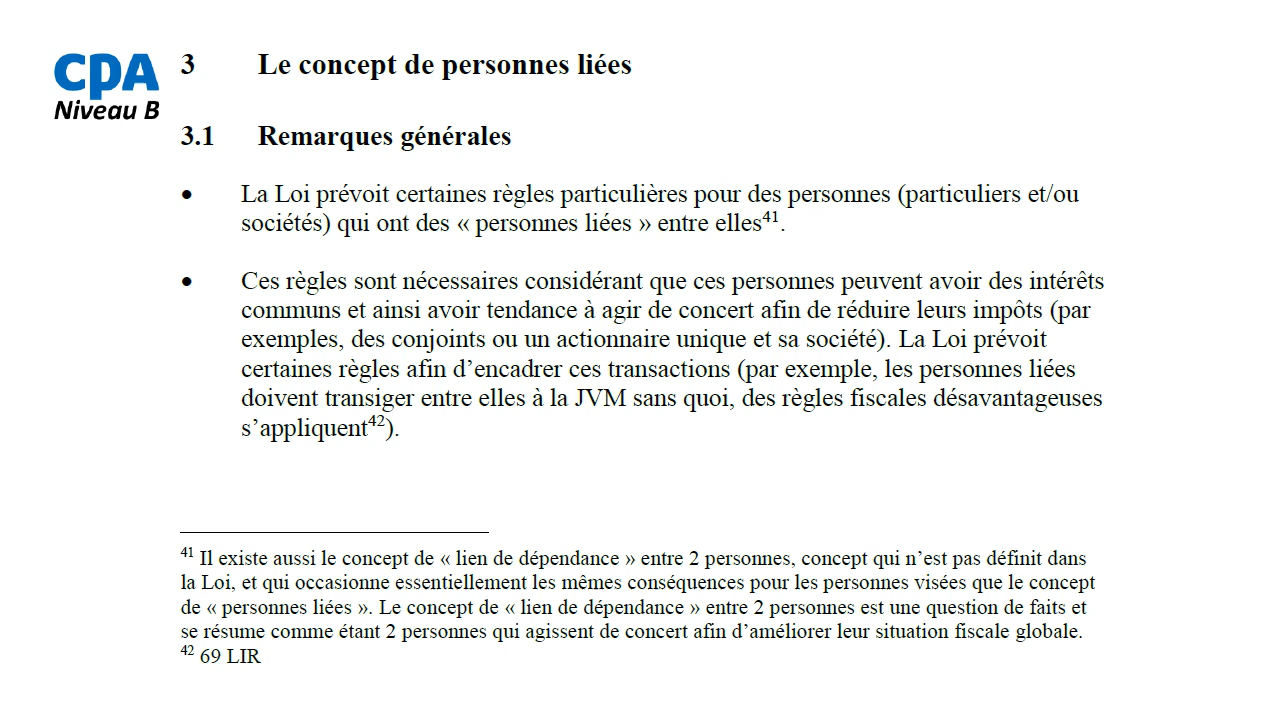 CPA
Niveau B
3 Le concept de personnes liées
3.1 Remarques générales
• La Loi prévoit certaines règles particulières pour des personnes (particuliers et/ou
sociétés) qui ont des « personnes liées » entre elles41.
• Ces règles sont nécessaires considérant que ces personnes peuvent avoir des intérêts
communs et ainsi avoir tendance à agir de concert afin de réduire leurs impôts (par
exemples, des conjoints ou un actionnaire unique et sa société). La Loi prévoit
certaines règles afin d’encadrer ces transactions (par exemple, les personnes liées
doivent transiger entre elles à la JVM sans quoi, des règles fiscales désavantageuses
s’appliquent42).
41 Il existe aussi le concept de « lien de dépendance » entre 2 personnes, concept qui n’est pas définit dans
la Loi, et qui occasionne essentiellement les mêmes conséquences pour les personnes visées que le concept
de « personnes liées ». Le concept de « lien de dépendance » entre 2 personnes est une question de faits et
se résume comme étant 2 personnes qui agissent de concert afin d’améliorer leur situation fiscale globale.
42 69 LIR